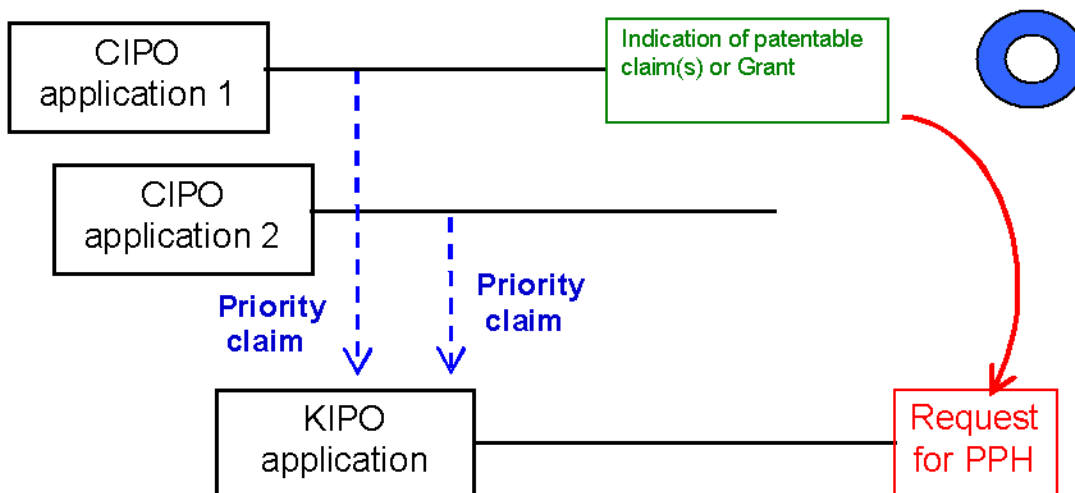 CIPO
application 1
Indication of patentable
claim(s) or Grant
CIPO
application 2
Priority
claim
Priority
claim
KIPO
application
Request
for PPH